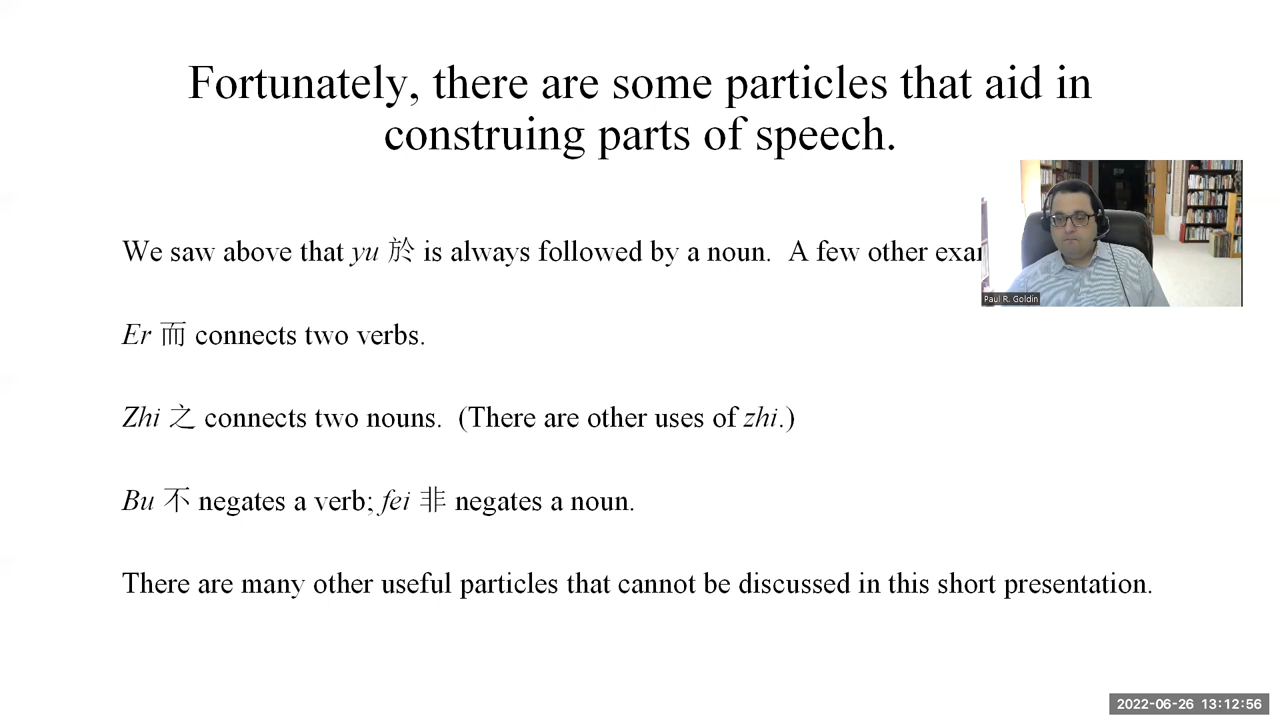 Fortunately, there are some particles that aid in
construing parts of speech.
We saw above that yu 於 is always followed by a noun.  A few other
Er 而 connects two verbs.
Zhi 之 connects two nouns.  (There are other uses of zhi.)
Bu 不 negates a verb; fei 非 negates a noun.
There are many other useful particles that cannot be discussed in this short presentation.
Paul R. Goldin
2022-06-26 13:12:56